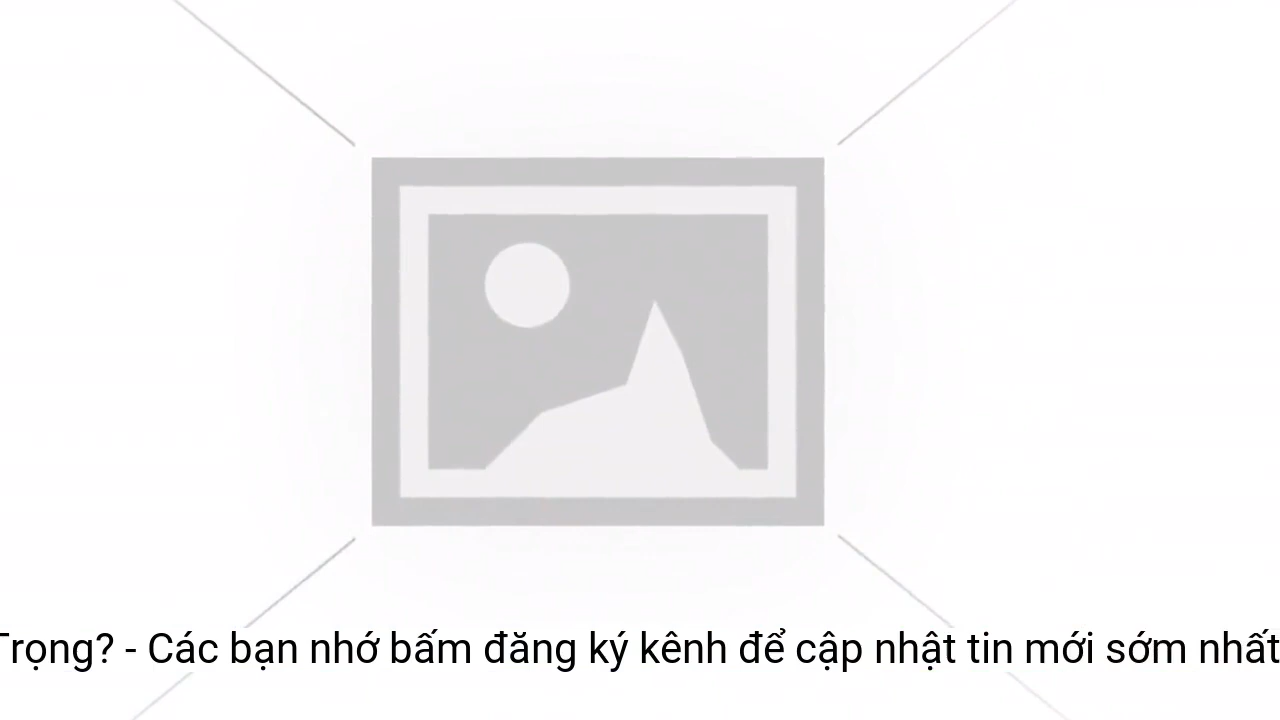 Trọng? - Các bạn nhớ bấm đăng ký kênh để cập nhật tin mới sớm nhất